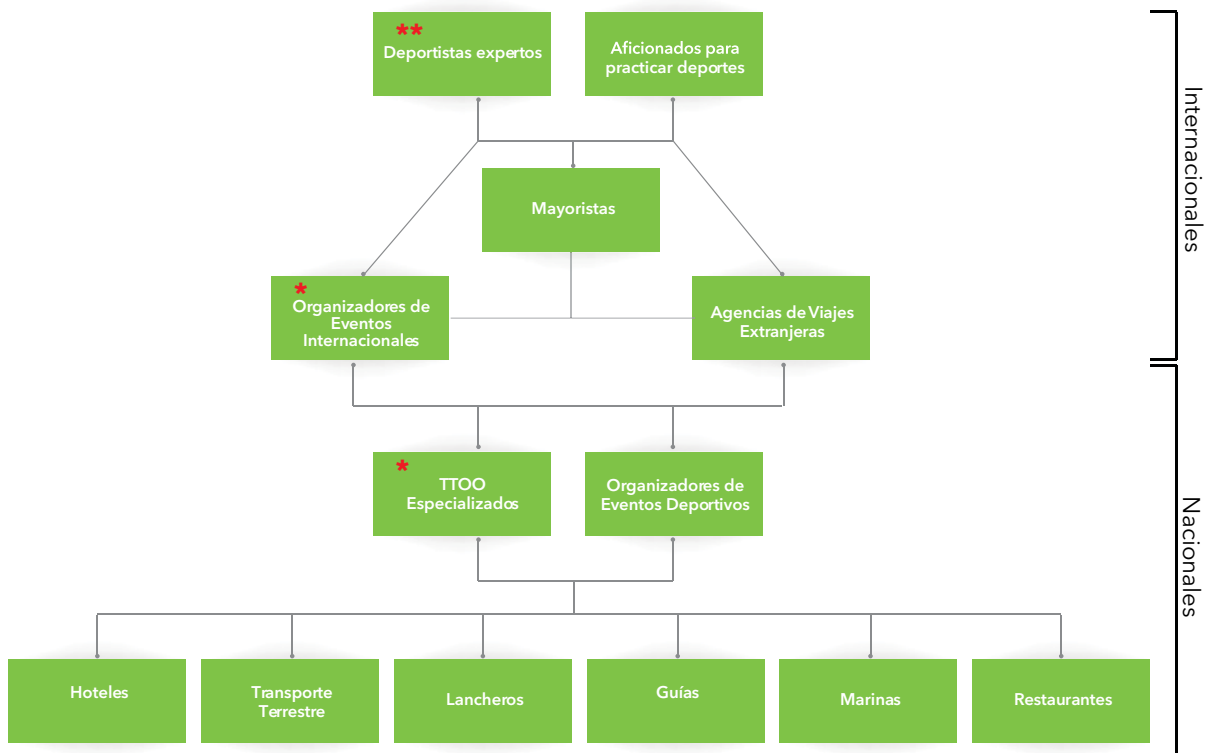 **
Deportistas expertos
Aficionados para
practicar deportes
Mayoristas
*
Organizadores de
Eventos
Internacionales
Agencias de Viajes
Extranjeras
Internacionales
*
TTOO
Especializados
Organizadores de
Eventos Deportivos
Hoteles
Transporte
Terrestre
Lancheros
Guías
Marinas
Restaurantes
Nacionales